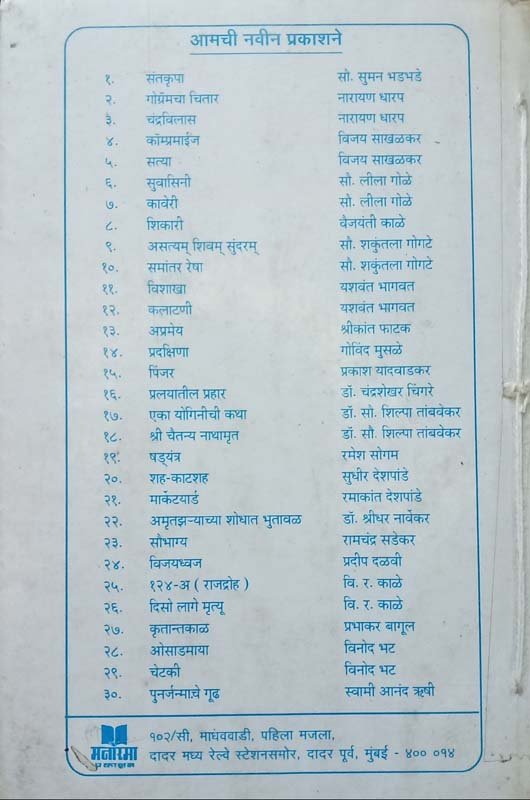 आमची नवीन प्रकाशने
१. संतकृपा सौ. सुमन भडभडे
२. गोग्रॅमचा चितार नारायण धारप
३. चंद्रविलास नारायण धारप
४. कॉम्प्रमाईज विजय साखळकर
५. सत्या विजय साखळकर
६. सुवासिनी सौ. लीला गोळे
७. कावेरी सौ. लीला गोळे
८. शिकारी वैजयंती काळे
९. असत्यम् शिवम् सुंदरम् सौ. शकुंतला गोगटे
१०. समांतर रेषा सौ. शकुंतला गोगटे
११. विशाखा यशवंत भागवत
१२. कलाटणी यशवंत भागवत
१३. अप्रमेय श्रीकांत फाटक
१४. प्रदक्षिणा गोविंद मुसळे
१५. पिंजर प्रकाश यादवाडकर
१६. प्रलयातील प्रहार डॉ. चंद्रशेखर चिंगरे
१७. एका योगिनीची कथा डॉ. सौ. शिल्पा तांबवेकर
१८. श्री चैतन्य नाथामृत डॉ. सौ. शिल्पा तांबवेकर
१९. षड्यंत्र रमेश सोगम
२०. शह-काटशह सुधीर देशपांडे
२१. मार्केटयार्ड रमाकांत देशपांडे
२२. अमृतझऱ्याच्या शोधात भुतावळ डॉ. श्रीधर नार्वेकर
२३. सौभाग्य रामचंद्र सडेकर
२४. विजयध्वज प्रदीप दळवी
२५. १२४-अ ( राजद्रोह ) वि. र. काळे
२६. दिसो लागे मृत्यू वि. र. काळे
२७. कृतान्तकाळ प्रभाकर बागूल
२८. ओसाडमाया विनोद भट
२९. चेटकी विनोद भट
३०. पुनर्जन्माचे गूढ स्वामी आनंद ऋषी
मनोरमा
प्रकाशन
१०२/सी, माधववाडी, पहिला मजला,
दादर मध्य रेल्वे स्टेशनसमोर, दादर पूर्व, मुंबई - ४०० ०१४